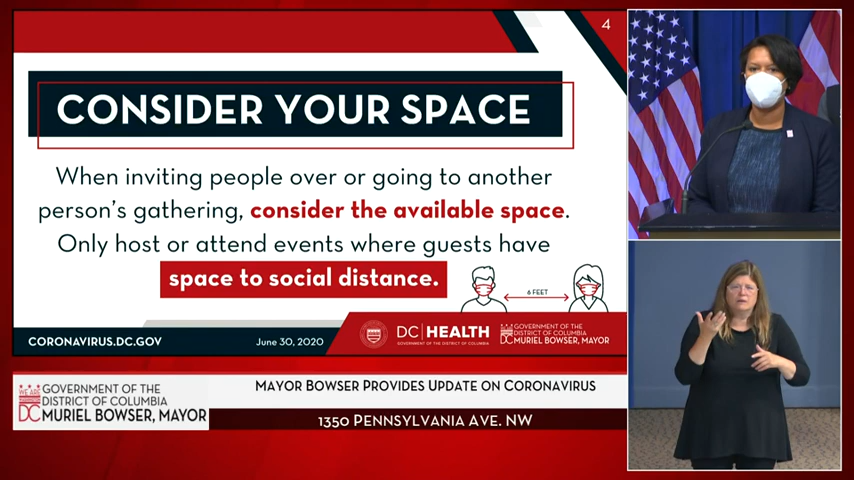 4
CONSIDER YOUR SPACE
When inviting people over or going to another
person's gathering, consider the available space.
Only host or attend events where guests have
space to social distance.
6 FEET
CORONAVIRUS.DC.GOV
June 30, 2020
DC HEALTH
GOVERNMENT OF THE DISTRICT OF COLUMBIA
GOVERNMENT OF THE
DISTRICT OF COLUMBIA
DC MURIEL BOWSER, MAYOR
WE ARE
WASHINGTON
DC
GOVERNMENT OF THE
DISTRICT OF COLUMBIA
MURIEL BOWSER, MAYOR
MAYOR BOWSER PROVIDES UPDATE ON CORONAVIRUS
1350 PENNSYLVANIA AVE. NW